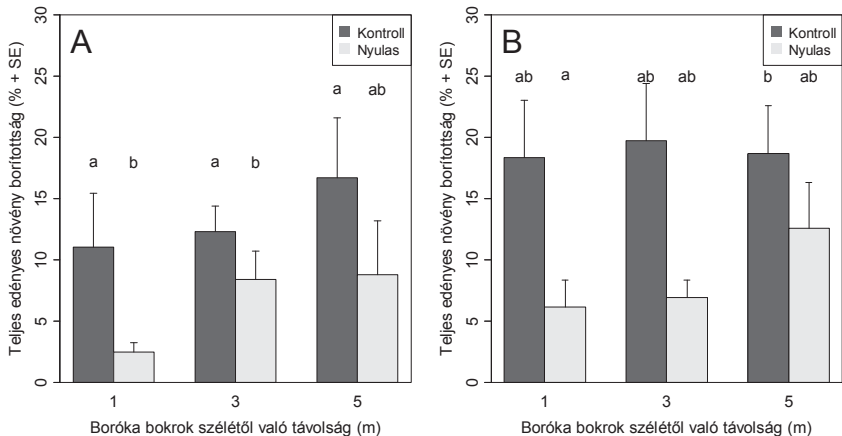 A
Kontroll
Nyulas
Teljes edényes növény borítottság (% + SE)
30
25
20
15
10
5
0
a b a b a ab
1 3 5
Boróka bokrok szélétől való távolság (m)
B
Kontroll
Nyulas
Teljes edényes növény borítottság (% + SE)
30
25
20
15
10
5
0
ab a ab ab b ab
1 3 5
Boróka bokrok szélétől való távolság (m)